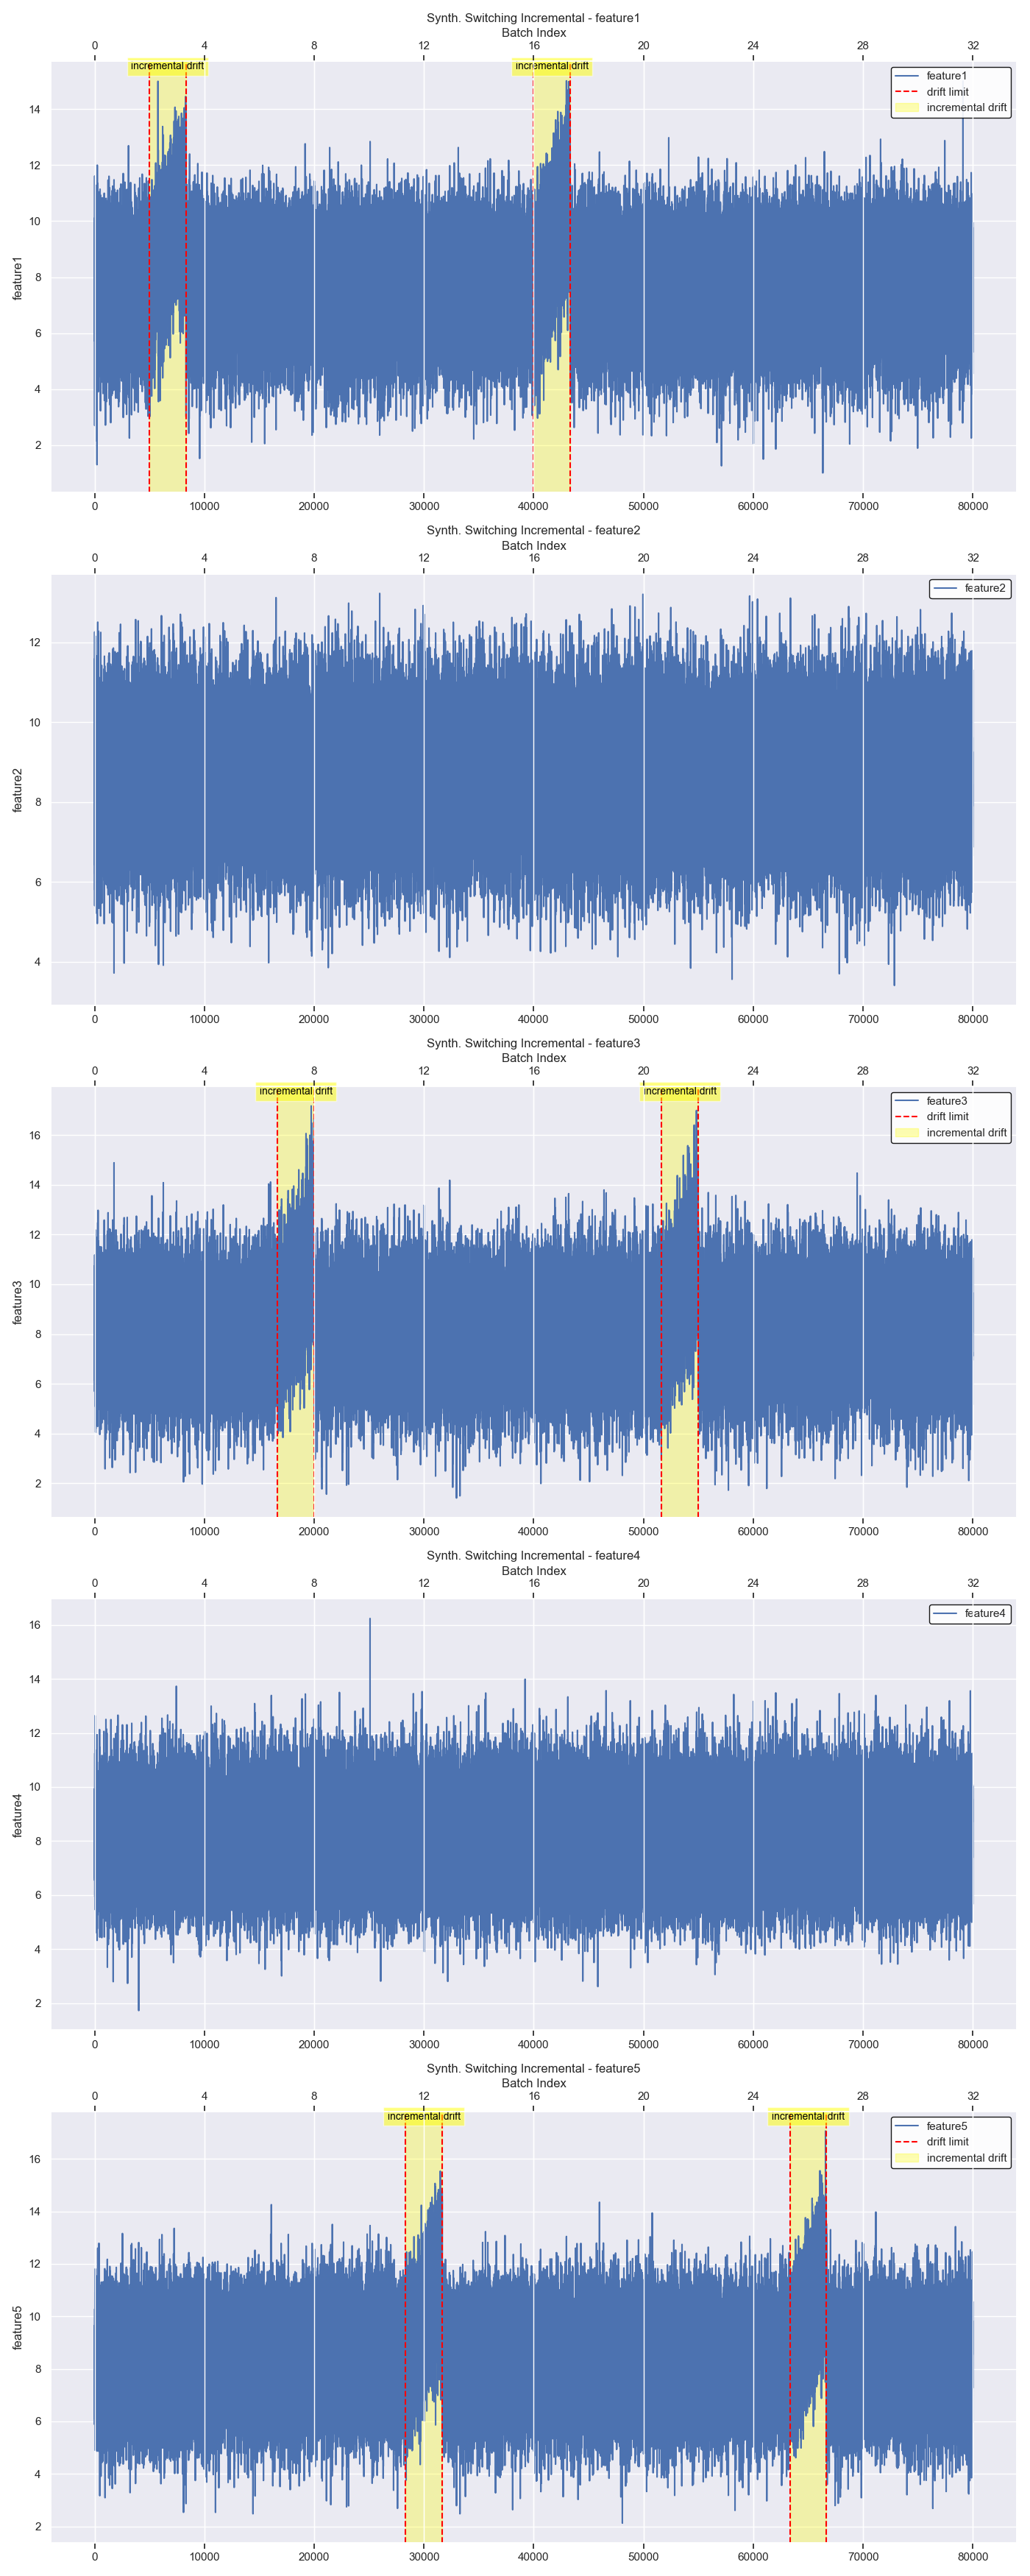 Synth. Switching Incremental - feature1
Batch Index
0 4 8 12 16 20 24 28 32
incremental drift incremental drift
feature1
drift limit
incremental drift
14
12
10
8
6
4
2
feature1
0 10000 20000 30000 40000 50000 60000 70000 80000
Synth. Switching Incremental - feature2
Batch Index
0 4 8 12 16 20 24 28 32
feature2
12
10
8
6
4
feature2
0 10000 20000 30000 40000 50000 60000 70000 80000
Synth. Switching Incremental - feature3
Batch Index
0 4 8 12 16 20 24 28 32
incremental drift incremental drift
feature3
drift limit
incremental drift
16
14
12
10
8
6
4
2
feature3
0 10000 20000 30000 40000 50000 60000 70000 80000
Synth. Switching Incremental - feature4
Batch Index
0 4 8 12 16 20 24 28 32
feature4
16
14
12
10
8
6
4
2
feature4
0 10000 20000 30000 40000 50000 60000 70000 80000
Synth. Switching Incremental - feature5
Batch Index
0 4 8 12 16 20 24 28 32
incremental drift incremental drift
feature5
drift limit
incremental drift
16
14
12
10
8
6
4
2
feature5
0 10000 20000 30000 40000 50000 60000 70000 80000